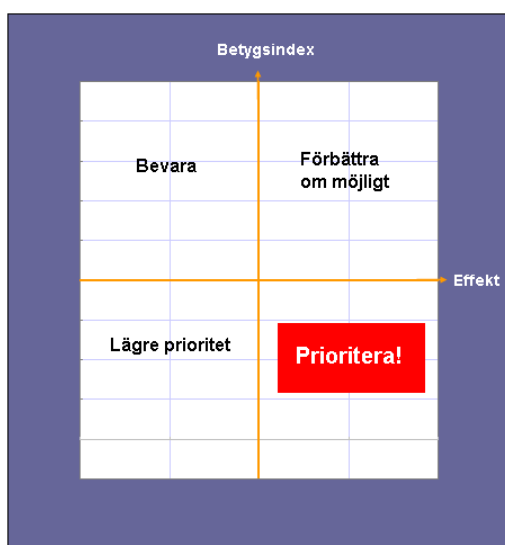 Betygsindex
Bevara
Förbättra
om möjligt
Effekt
Lägre prioritet
Prioritera!